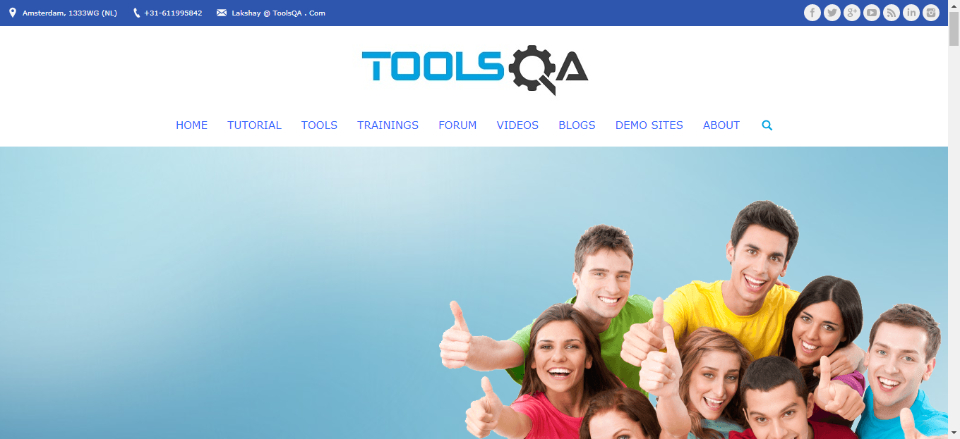 Amsterdam, 1333WG (NL) +31-611995842 Lakshay @ ToolsQA . Com
TOOLSQA
HOME TUTORIAL TOOLS TRAININGS FORUM VIDEOS BLOGS DEMO SITES ABOUT